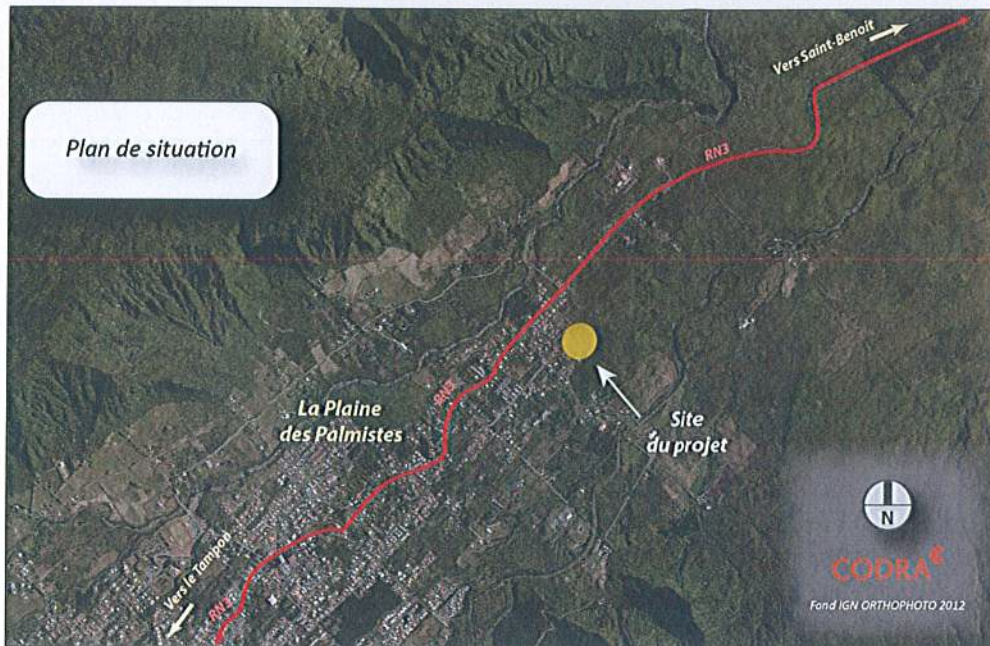 Vers Saint-Benoit
Plan de situation
RN3
La Plaine
des Palmistes
RN3
Site
du projet
Vers le Tampon
RN3
N
CODRA
Fond IGN ORTHOPHOTO 2012